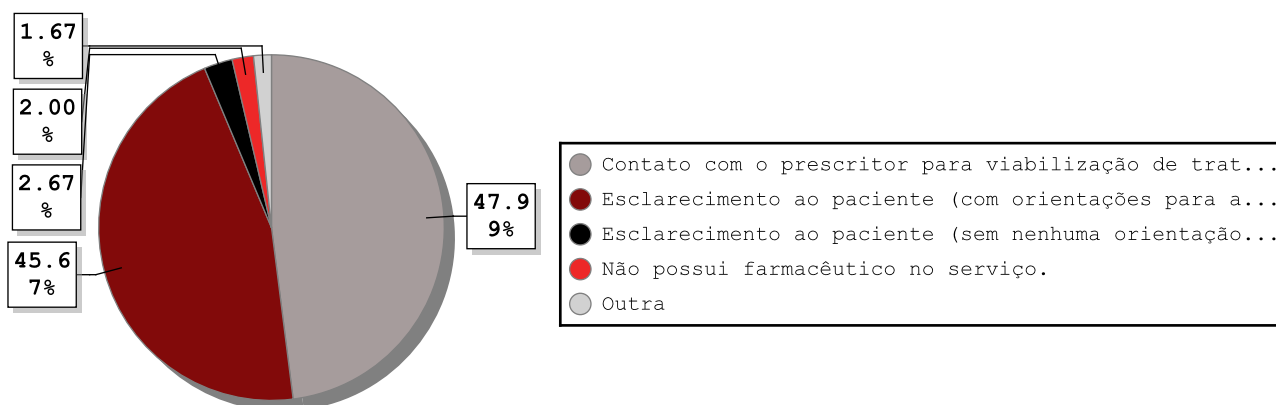 1.67
%
2.00
%
2.67
%
45.6
7%
47.9
9%
Contato com o prescritor para viabilização de trat...
Esclarecimento ao paciente (com orientações para a...
Esclarecimento ao paciente (sem nenhuma orientação...
Não possui farmacêutico no serviço.
Outra